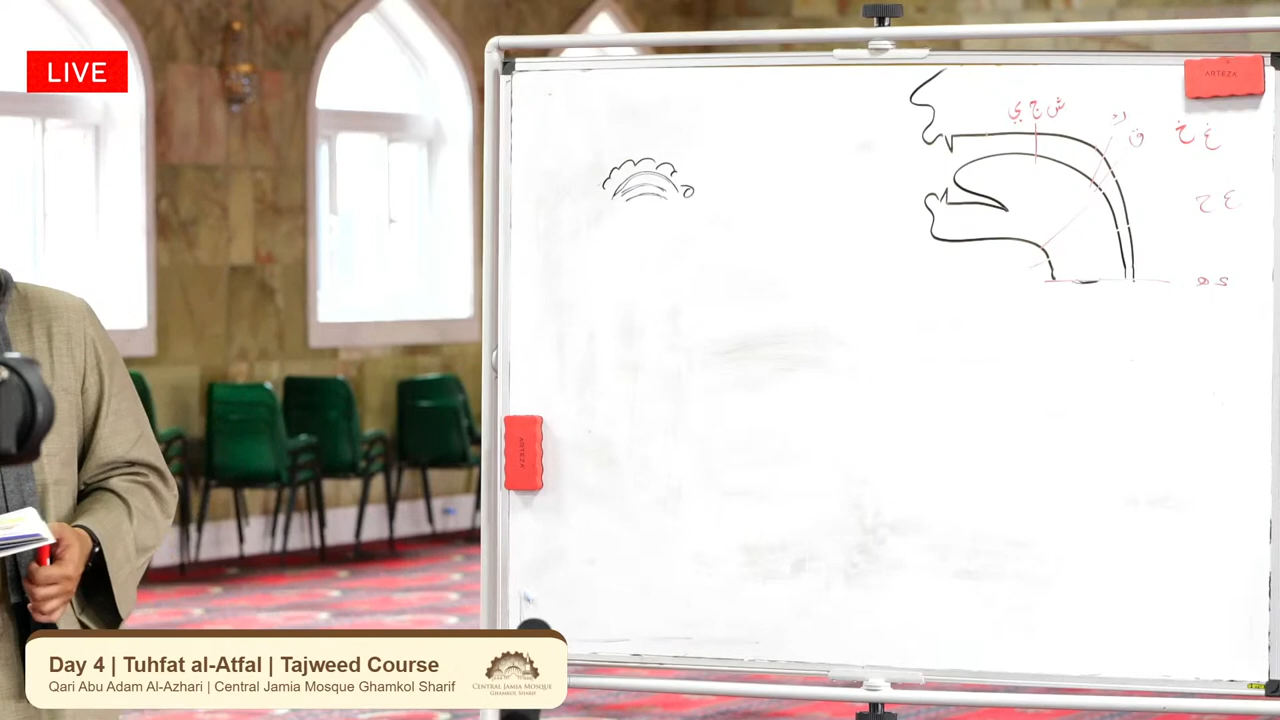 LIVE
ARTEZA
ش ج ي
ك
ق
غ خ
ع ح
ء ه
ARTEZA
Day 4 | Tuhfat al-Atfal | Tajweed Course
Qari Abu Adam Al-Azhari | Central Jamia Mosque Ghamkol Sharif
CENTRAL JAMIA MOSQUE
GHAMKOL SHARIF